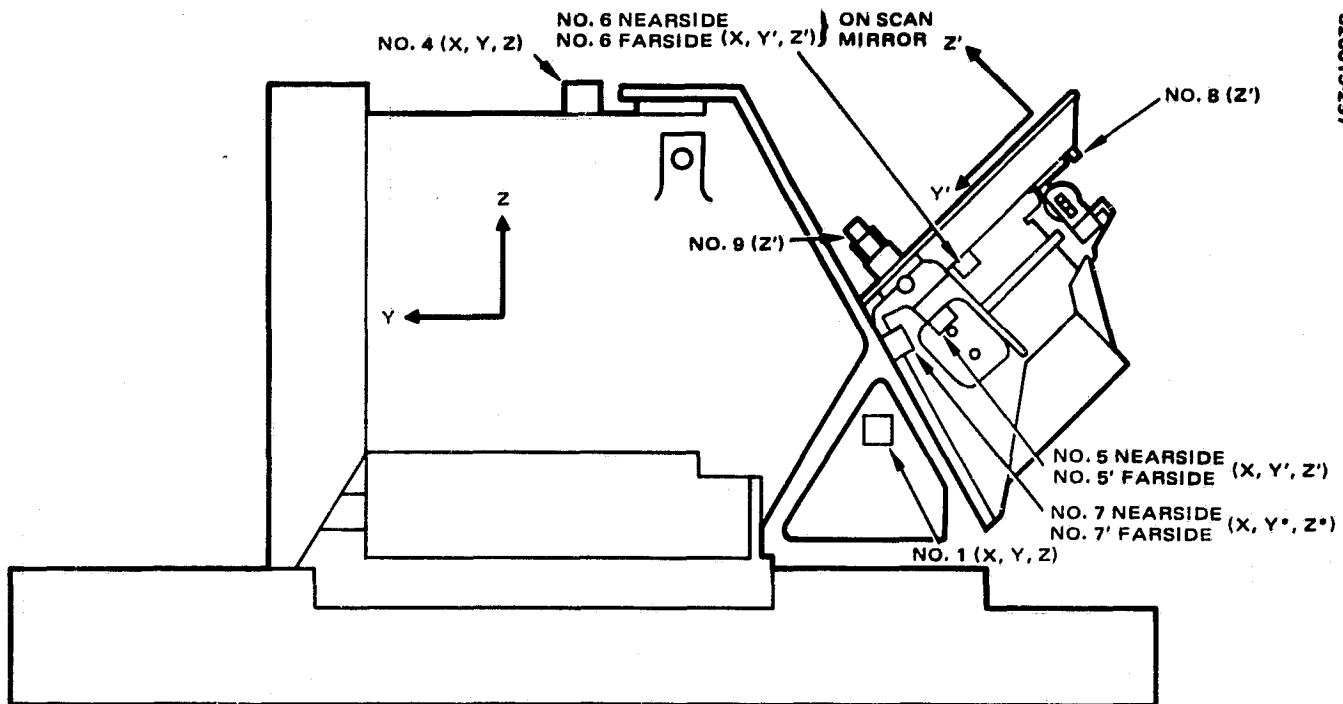 NO. 6 NEARSIDE
NO. 6 FARSIDE (X, Y', Z') } ON SCAN MIRROR
NO. 4 (X, Y, Z)
Z'
NO. 8 (Z')
Y'
Z
NO. 9 (Z')
Y
NO. 5 NEARSIDE
NO. 5' FARSIDE (X, Y', Z')
NO. 7 NEARSIDE
NO. 7' FARSIDE (X, Y*, Z*)
NO. 1 (X, Y, Z)